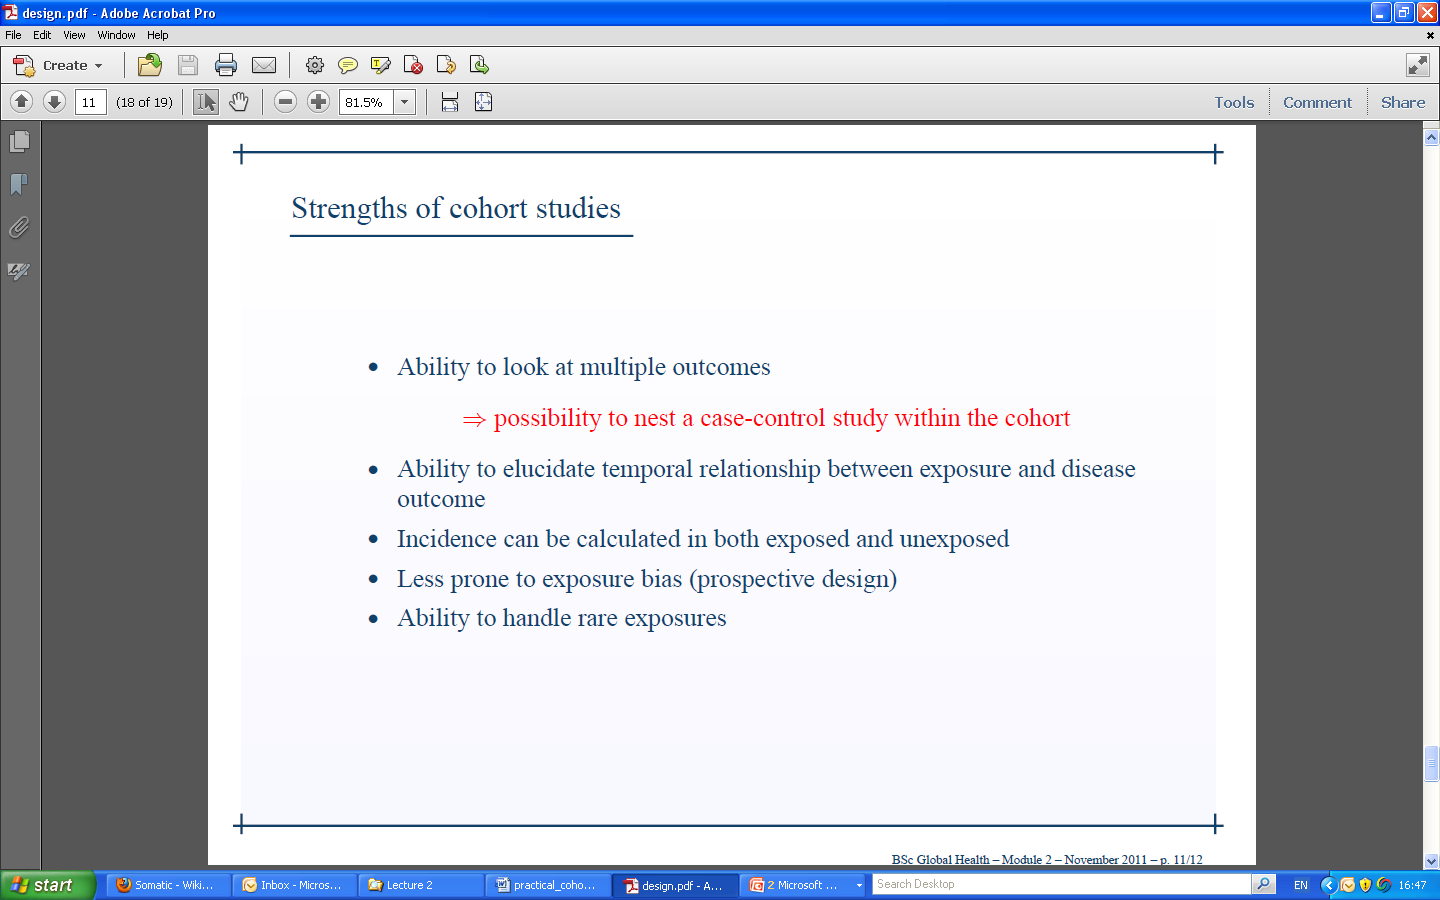 design.pdf - Adobe Acrobat Pro
File Edit View Window Help
Create
11 (18 of 19) 81.5% Tools Comment Share
Strengths of cohort studies
• Ability to look at multiple outcomes
⇒ possibility to nest a case-control study within the cohort
• Ability to elucidate temporal relationship between exposure and disease
outcome
• Incidence can be calculated in both exposed and unexposed
• Less prone to exposure bias (prospective design)
• Ability to handle rare exposures
BSc Global Health – Module 2 – November 2011 – p. 11/12
start Somatic - Wiki... Inbox - Micros... Lecture 2 practical_coho... design.pdf - A... 2 Microsoft ... Search Desktop EN 16:47